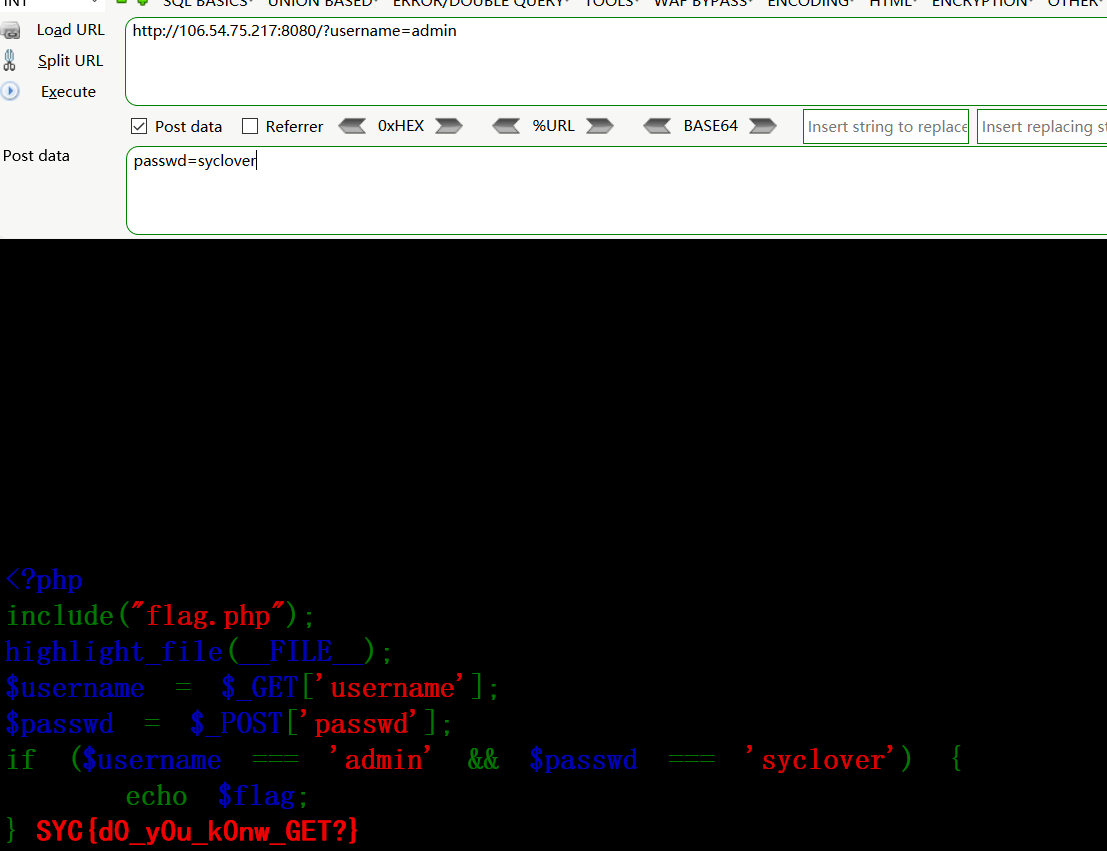 INT SQL BASICS UNION BASED ERROR/DOUBLE QUERY TOOLS WAF BYPASS ENCODING HTML ENCRYPTION OTHER
Load URL
http://106.54.75.217:8080/?username=admin
Split URL
Execute
Post data Referrer 0xHEX %URL BASE64 Insert string to replace Insert replacing st
Post data
passwd=syclover
<?php
include("flag.php");
highlight_file(__FILE__);
$username = $_GET['username'];
$passwd = $_POST['passwd'];
if ($username === 'admin' && $passwd === 'syclover') {
echo $flag;
} SYC{d0_y0u_k0nw_GET?}